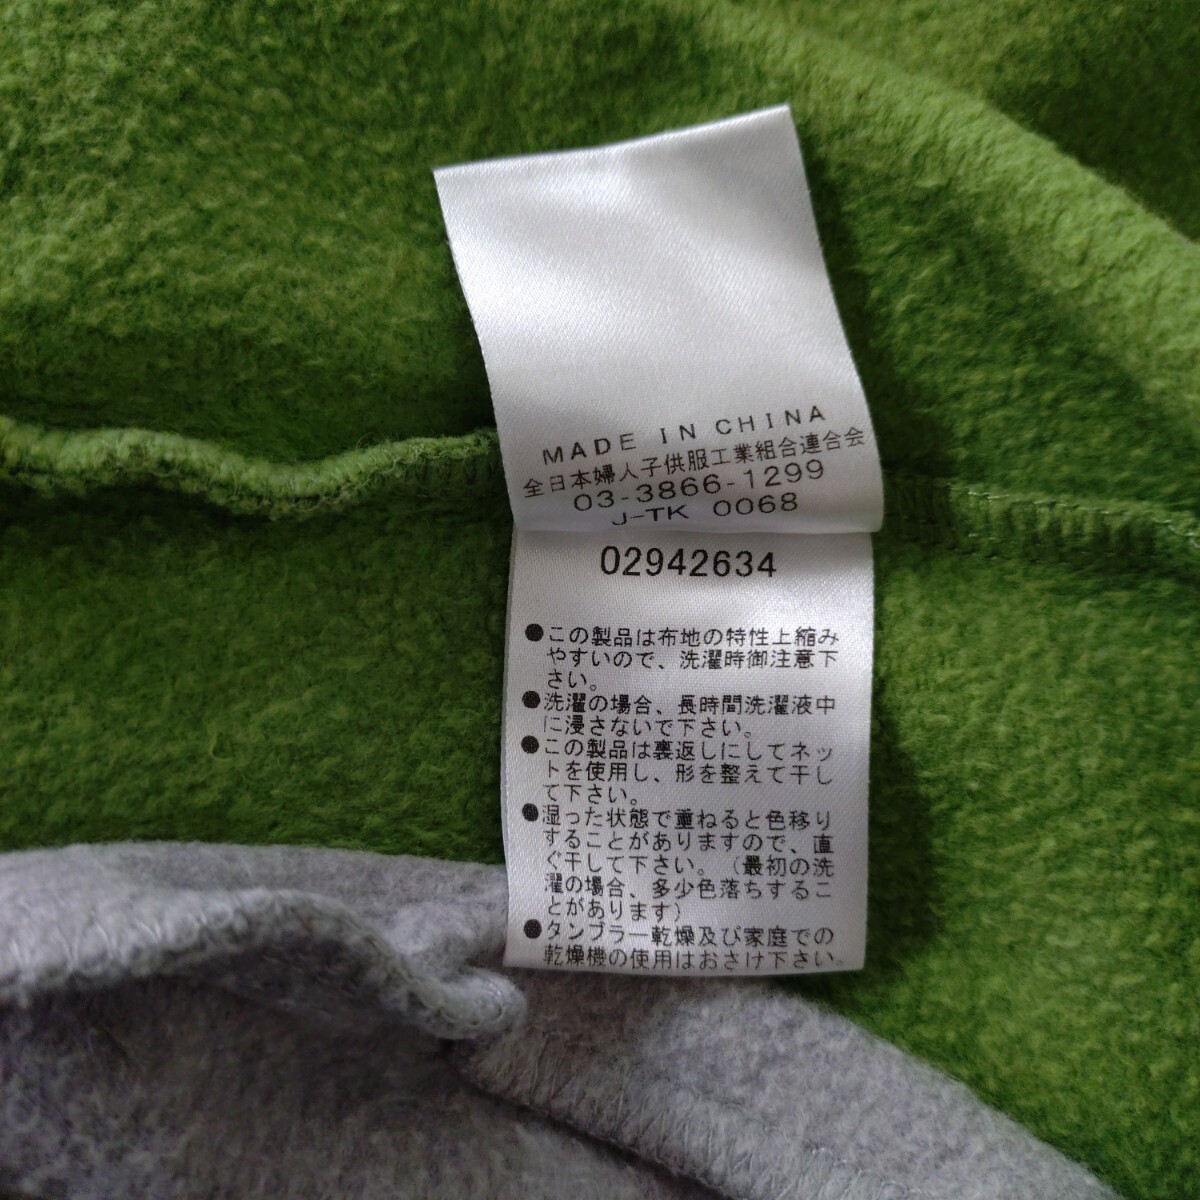 MADE IN CHINA
全日本婦人子供服工業組合連合会
03-3866-1299
J-TK 0068
02942634
●この製品は布地の特性上縮み
やすいので、洗濯時御注意下
さい。
●洗濯の場合、長時間洗濯液中
に浸さないで下さい。
●この製品は裏返しにしてネッ
トを使用し、形を整えて干し
て下さい。
●湿った状態で重ねると色移り
することがありますので、直
ぐ干して下さい。（最初の洗
濯の場合、多少色落ちするこ
とがあります）
●タンブラー乾燥及び家庭での
乾燥機の使用はおさけ下さい。